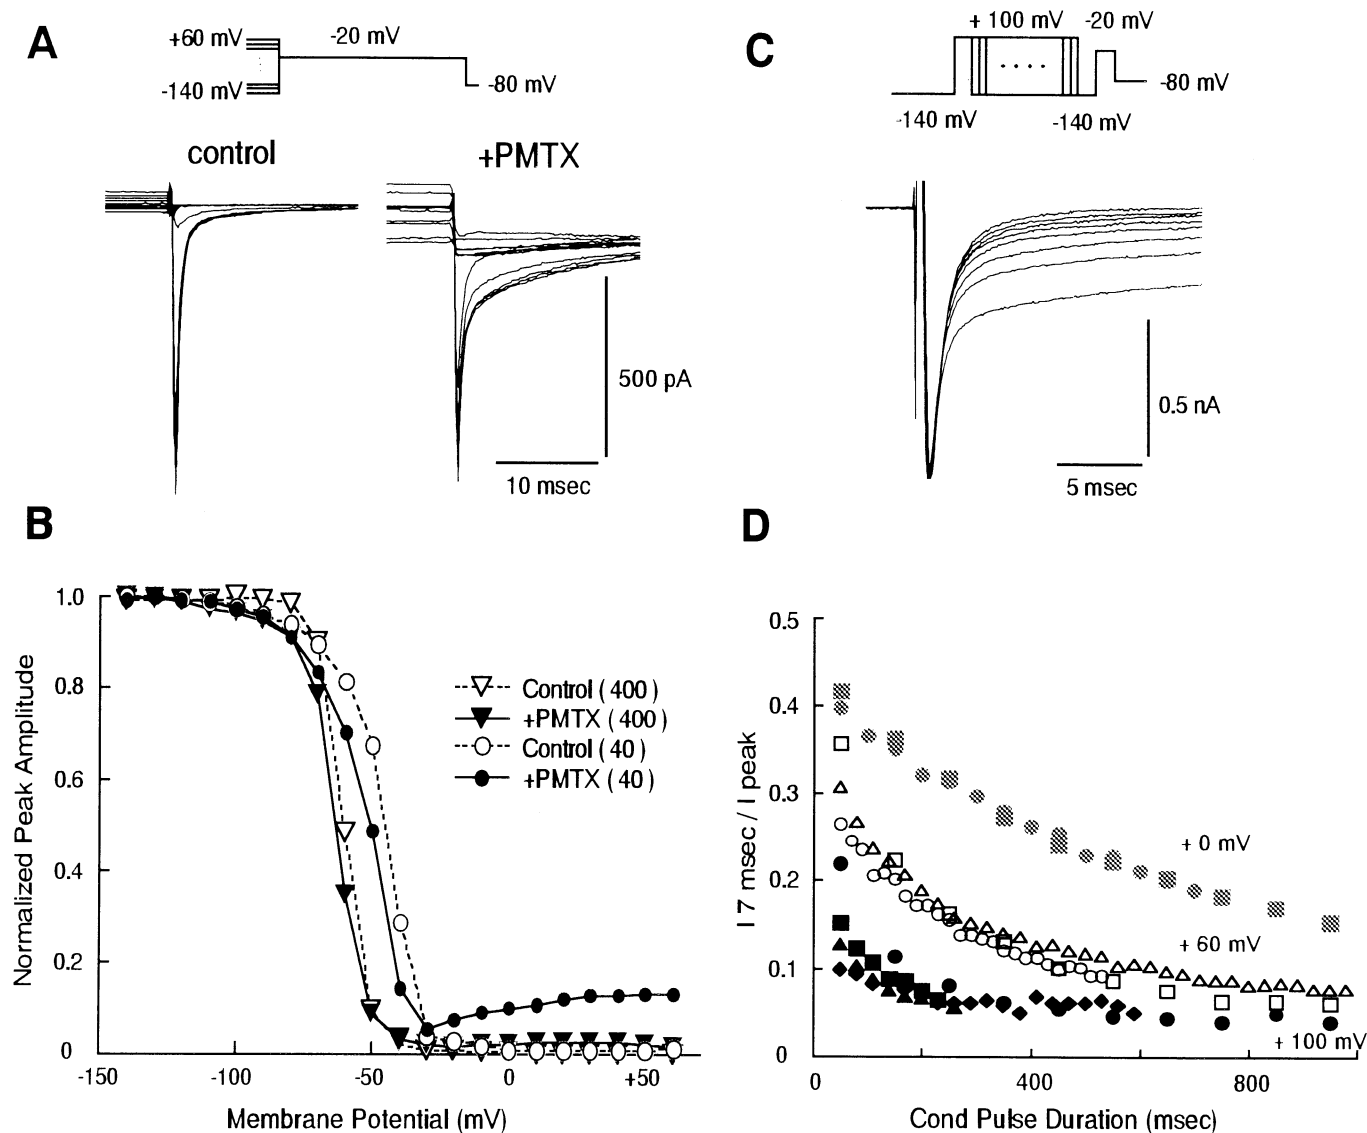 A
+60 mV
-20 mV
-140 mV
-80 mV
control
+PMTX
500 pA
10 msec
C
+ 100 mV
-20 mV
-80 mV
-140 mV
-140 mV
0.5 nA
5 msec
B
Normalized Peak Amplitude
1.0
0.8
0.6
0.4
0.2
0
-150
-100
-50
0
+50
Membrane Potential (mV)
Control ( 400 )
+PMTX ( 400 )
Control ( 40 )
+PMTX ( 40 )
D
I 7 msec / I peak
0.5
0.4
0.3
0.2
0.1
0
0
400
800
Cond Pulse Duration (msec)
+ 0 mV
+ 60 mV
+ 100 mV